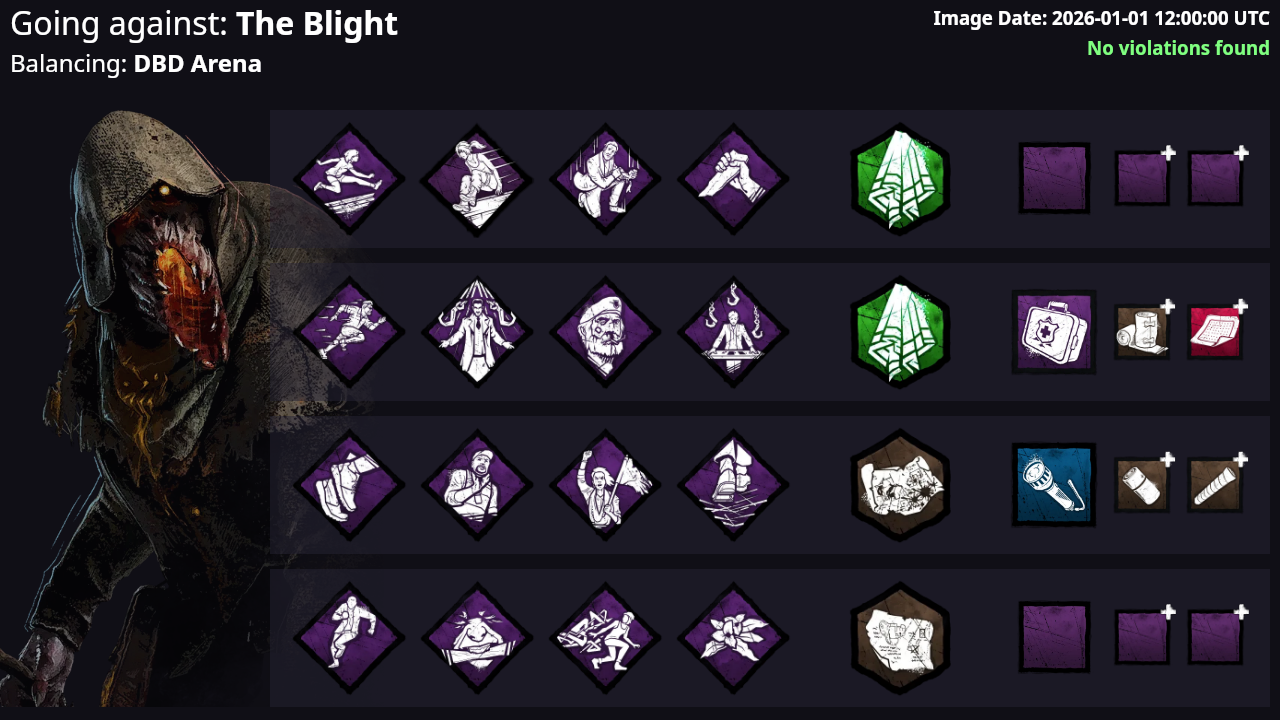 Going against: The Blight
Balancing: DBD Arena
Image Date: 2026-01-01 12:00:00 UTC
No violations found